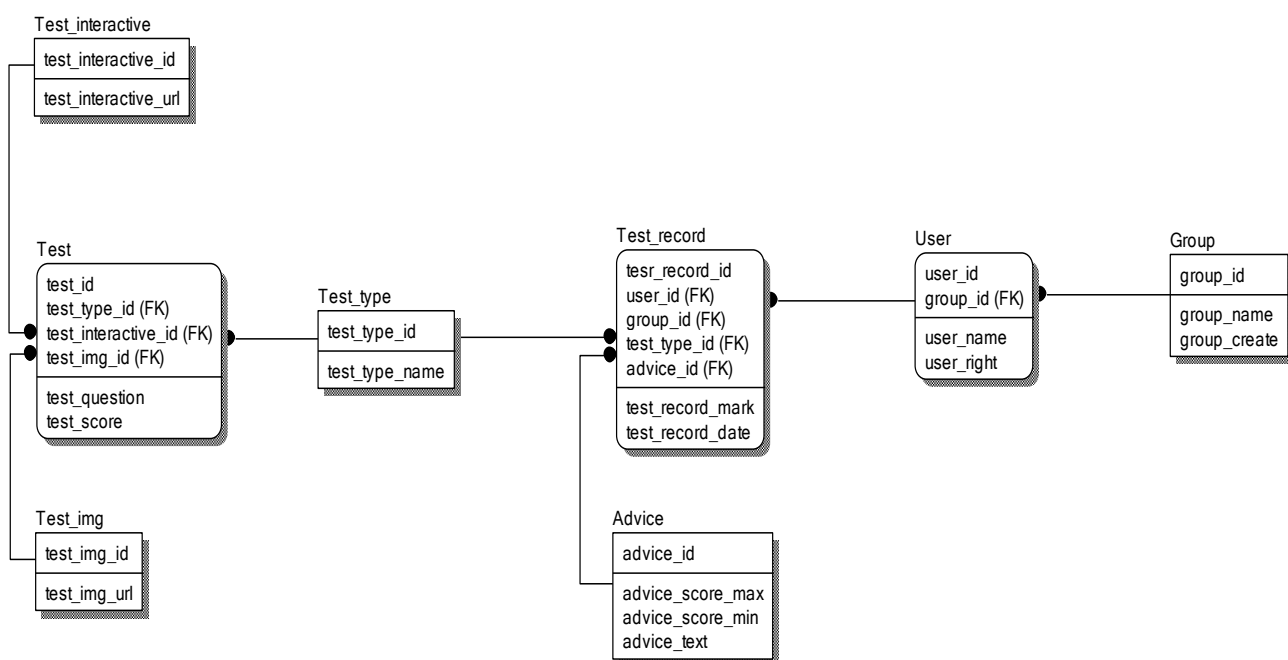 Test_interactive
test_interactive_id
test_interactive_url
Test
test_id
test_type_id (FK)
test_interactive_id (FK)
test_img_id (FK)
test_question
test_score
Test_img
test_img_id
test_img_url
Test_type
test_type_id
test_type_name
Test_record
tesr_record_id
user_id (FK)
group_id (FK)
test_type_id (FK)
advice_id (FK)
test_record_mark
test_record_date
Advice
advice_id
advice_score_max
advice_score_min
advice_text
User
user_id
group_id (FK)
user_name
user_right
Group
group_id
group_name
group_create